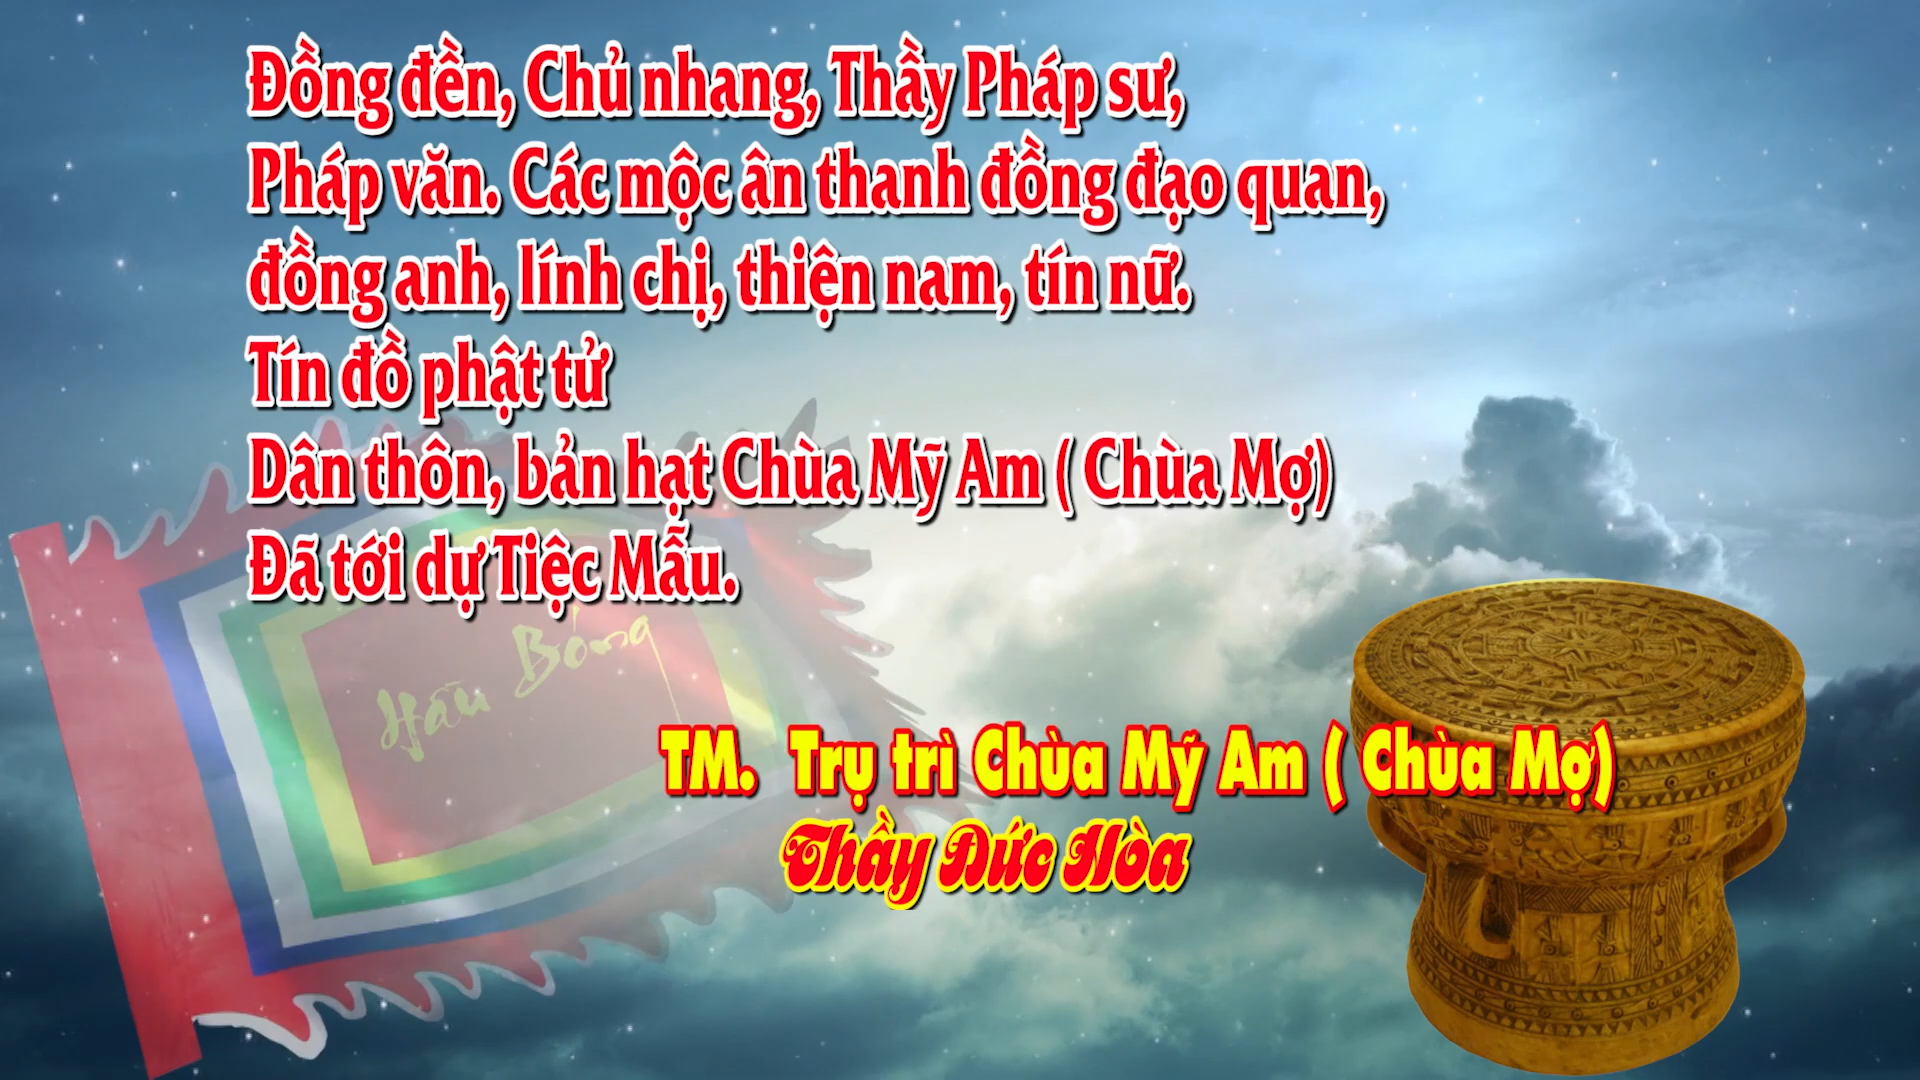 Đồng đền, Chủ nhang, Thầy Pháp sư,
Pháp văn. Các mộc ân thanh đồng đạo quan,
đồng anh, lính chị, thiện nam, tín nữ.
Tín đồ phật tử
Dân thôn, bản hạt Chùa Mỹ Am ( Chùa Mợ)
Đã tới dự Tiệc Mẫu.
Hầu Bóng
TM. Trụ trì Chùa Mỹ Am ( Chùa Mợ)
Thầy Đức Hòa